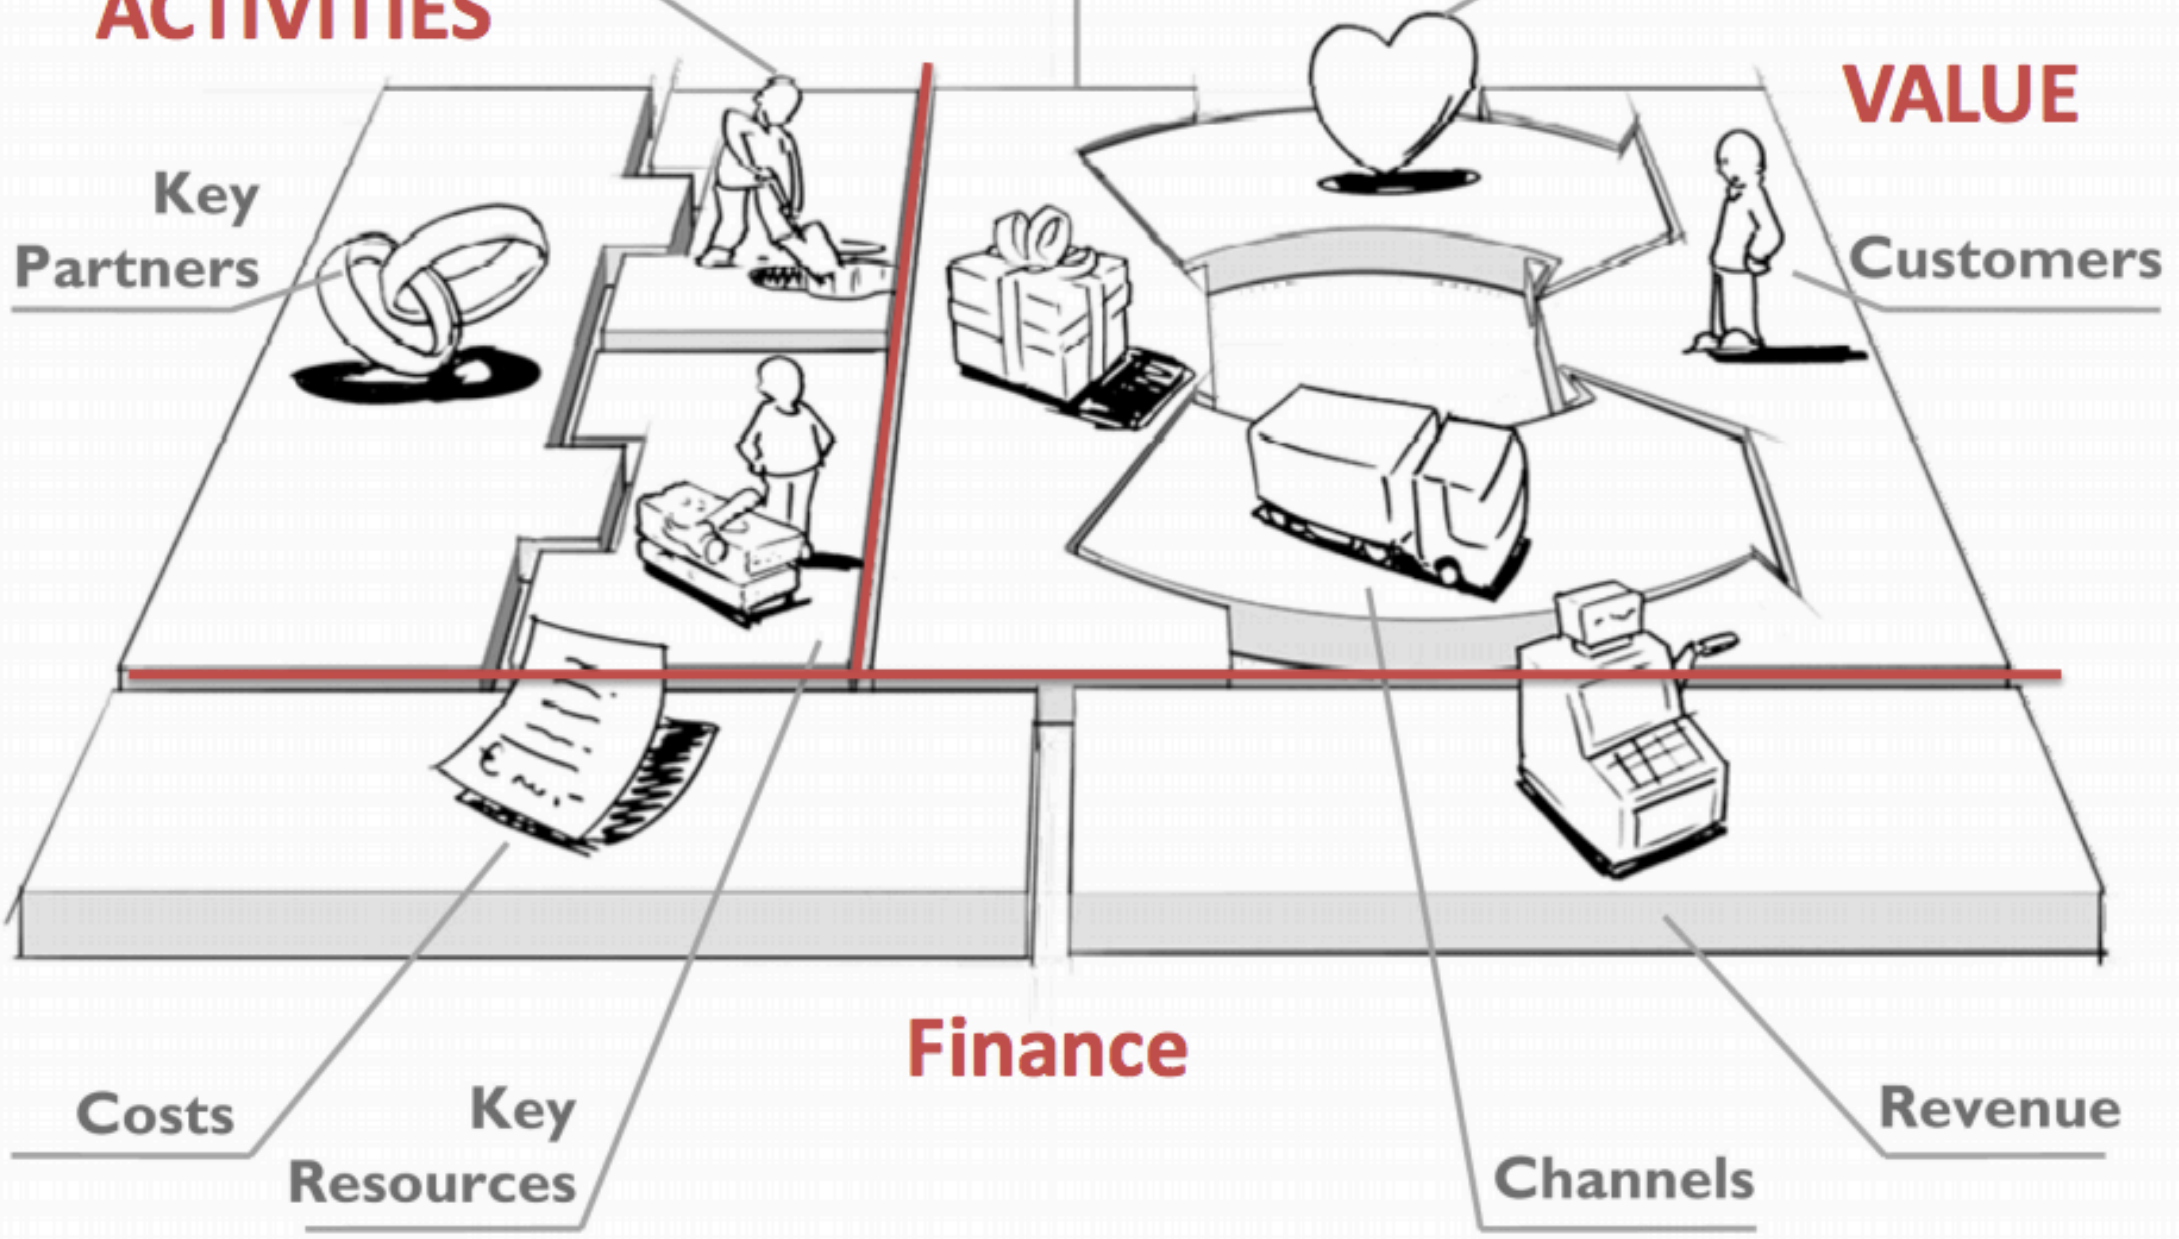 ACTIVITIES
VALUE
Key
Partners
Customers
€
Finance
Costs
Key
Resources
Channels
Revenue